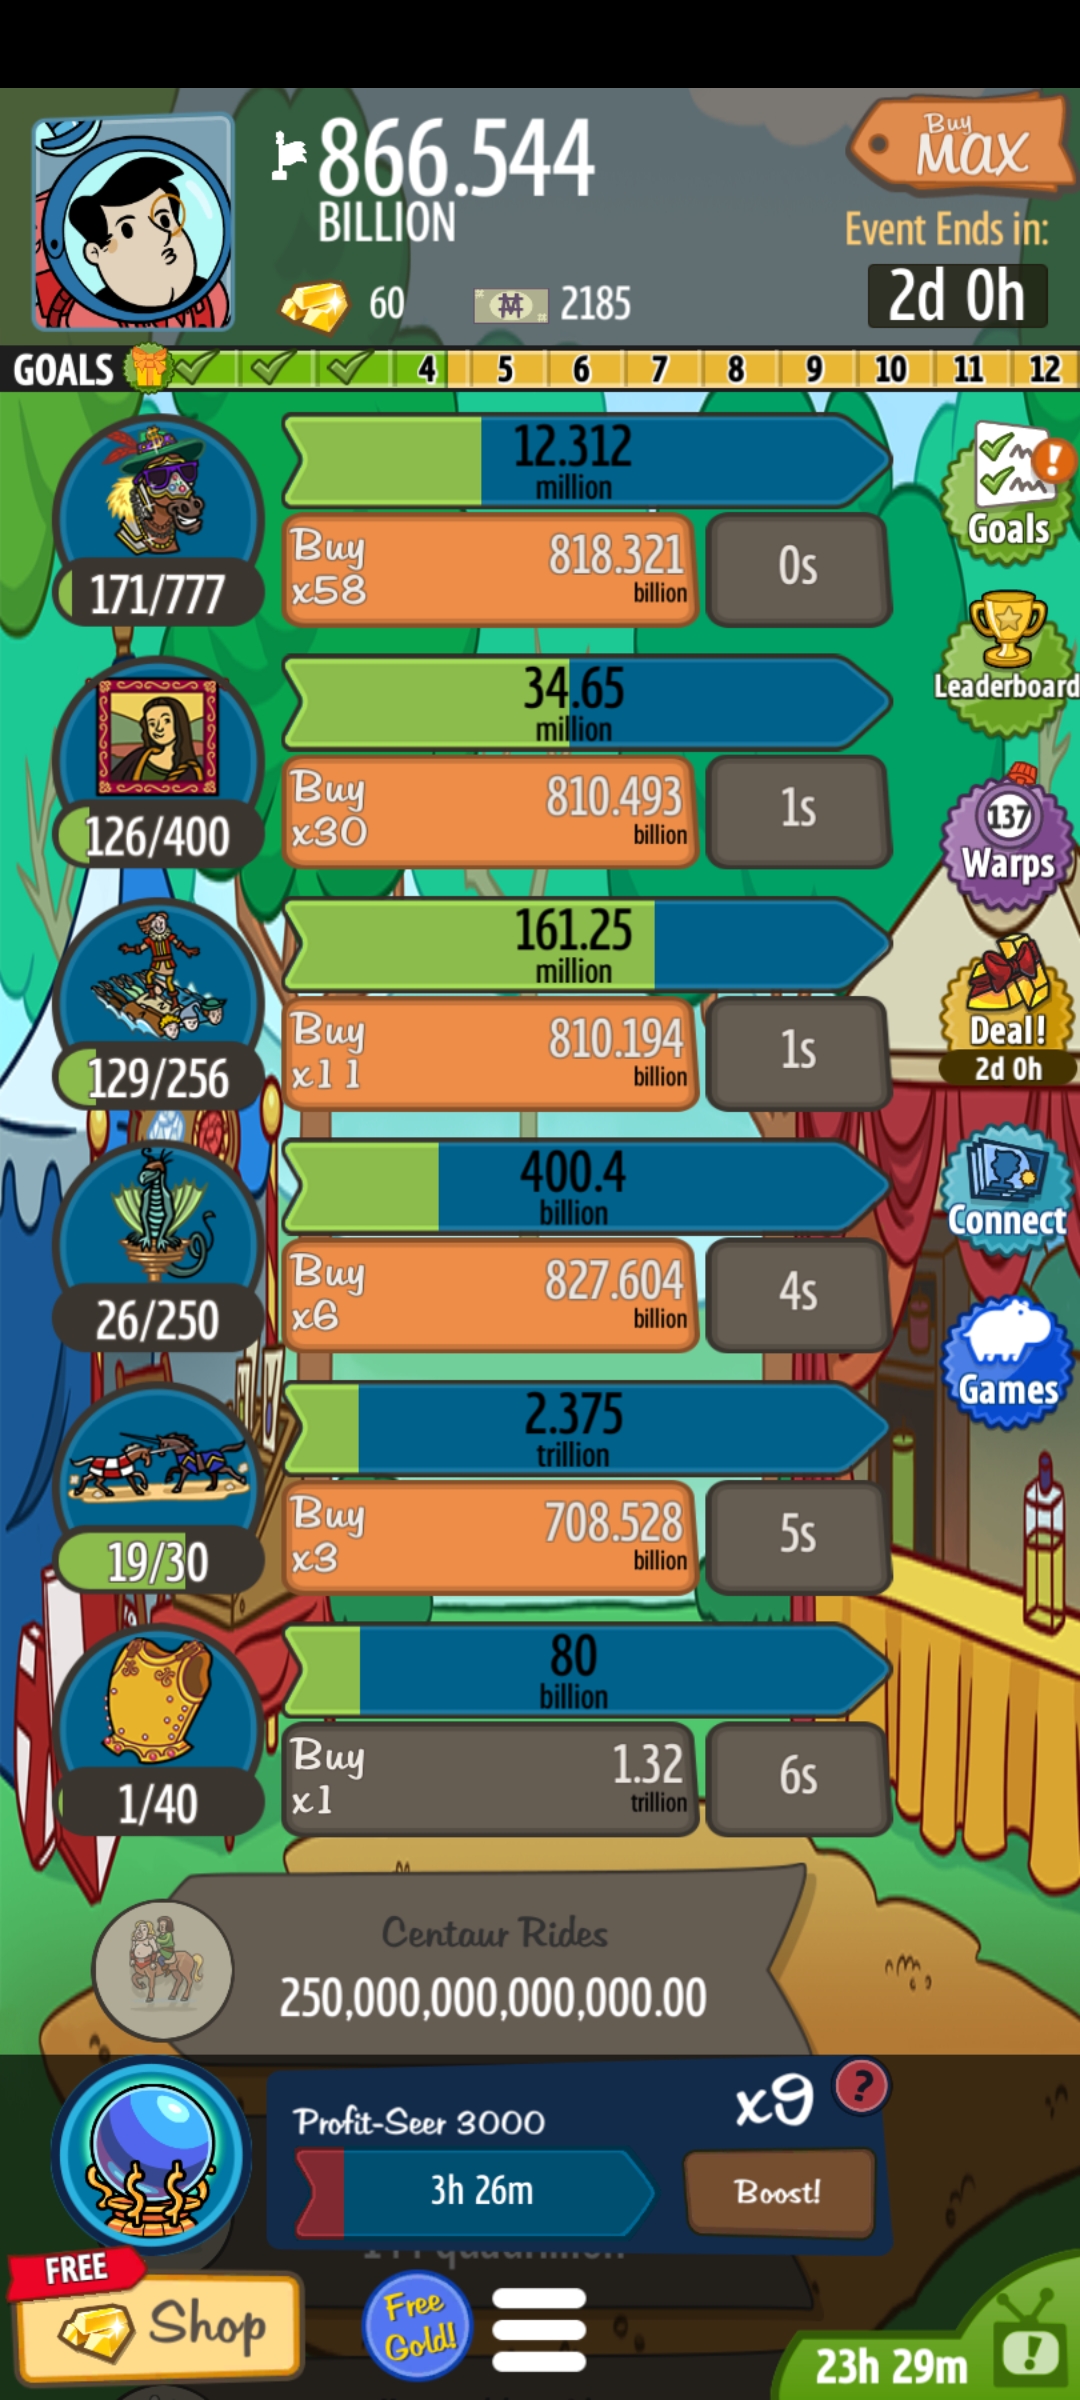 866.544
BILLION
Buy
MAX
Event Ends in:
2d 0h
60
2185
GOALS 4 5 6 7 8 9 10 11 12
12.312
million
171/777
Buy
x58
818.321
billion
0s
Goals
Leaderboard
34.65
million
126/400
Buy
x30
810.493
billion
1s
137
Warps
161.25
million
129/256
Buy
x11
810.194
billion
1s
Deal!
2d 0h
400.4
billion
26/250
Buy
x6
827.604
billion
4s
Connect
Games
2.375
trillion
19/30
Buy
x3
708.528
billion
5s
80
billion
1/40
Buy
x1
1.32
trillion
6s
Centaur Rides
250,000,000,000,000.00
Profit-Seer 3000
x9
?
3h 26m
Boost!
FREE
Shop
Free
Gold!
23h 29m